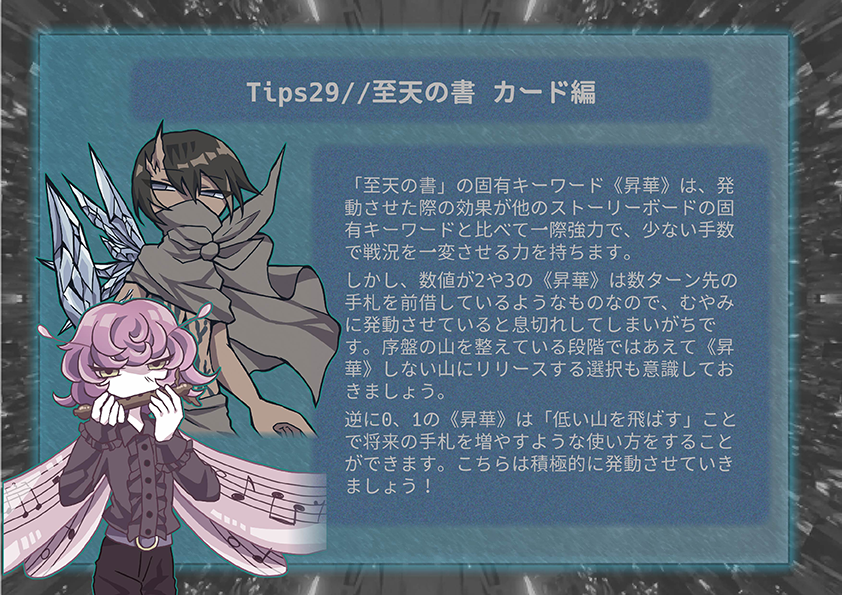 Tips29//至天の書 カード編
「至天の書」の固有キーワード《昇華》は、発
動させた際の効果が他のストーリーボードの固
有キーワードと比べて一際強力で、少ない手数
で戦況を一変させる力を持ちます。
しかし、数値が2や3の《昇華》は数ターン先の
手札を前借しているようなものなので、むやみ
に発動させていると息切れしてしまいがちで
す。序盤の山を整えている段階ではあえて《昇
華》しない山にリリースする選択も意識してお
きましょう。
逆に0、1の《昇華》は「低い山を飛ばす」こと
で将来の手札を増やすような使い方をすること
ができます。こちらは積極的に発動させていき
ましょう！